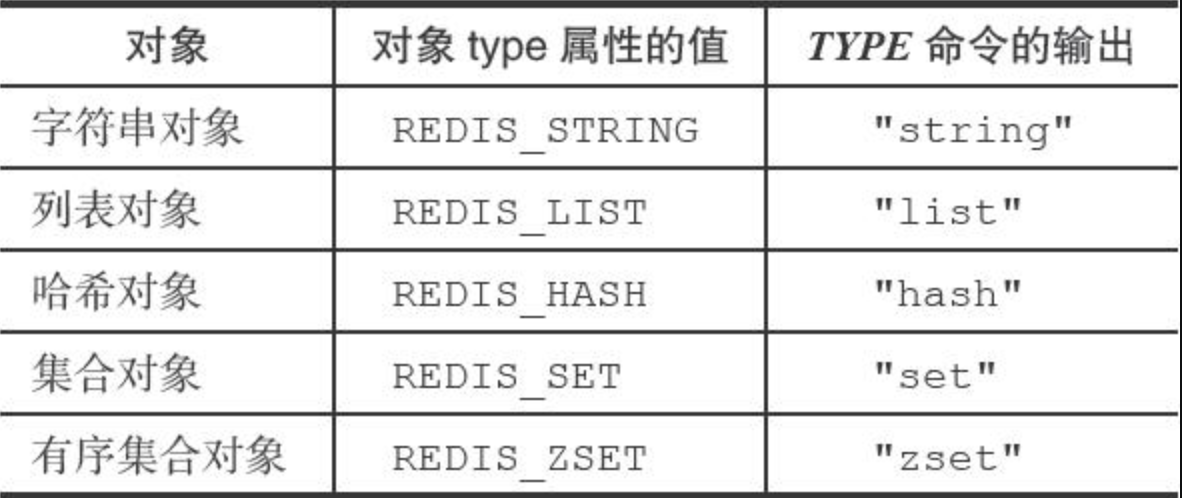 对象 对象 type 属性的值 TYPE 命令的输出
字符串对象 REDIS_STRING "string"
列表对象 REDIS_LIST "list"
哈希对象 REDIS_HASH "hash"
集合对象 REDIS_SET "set"
有序集合对象 REDIS_ZSET "zset"